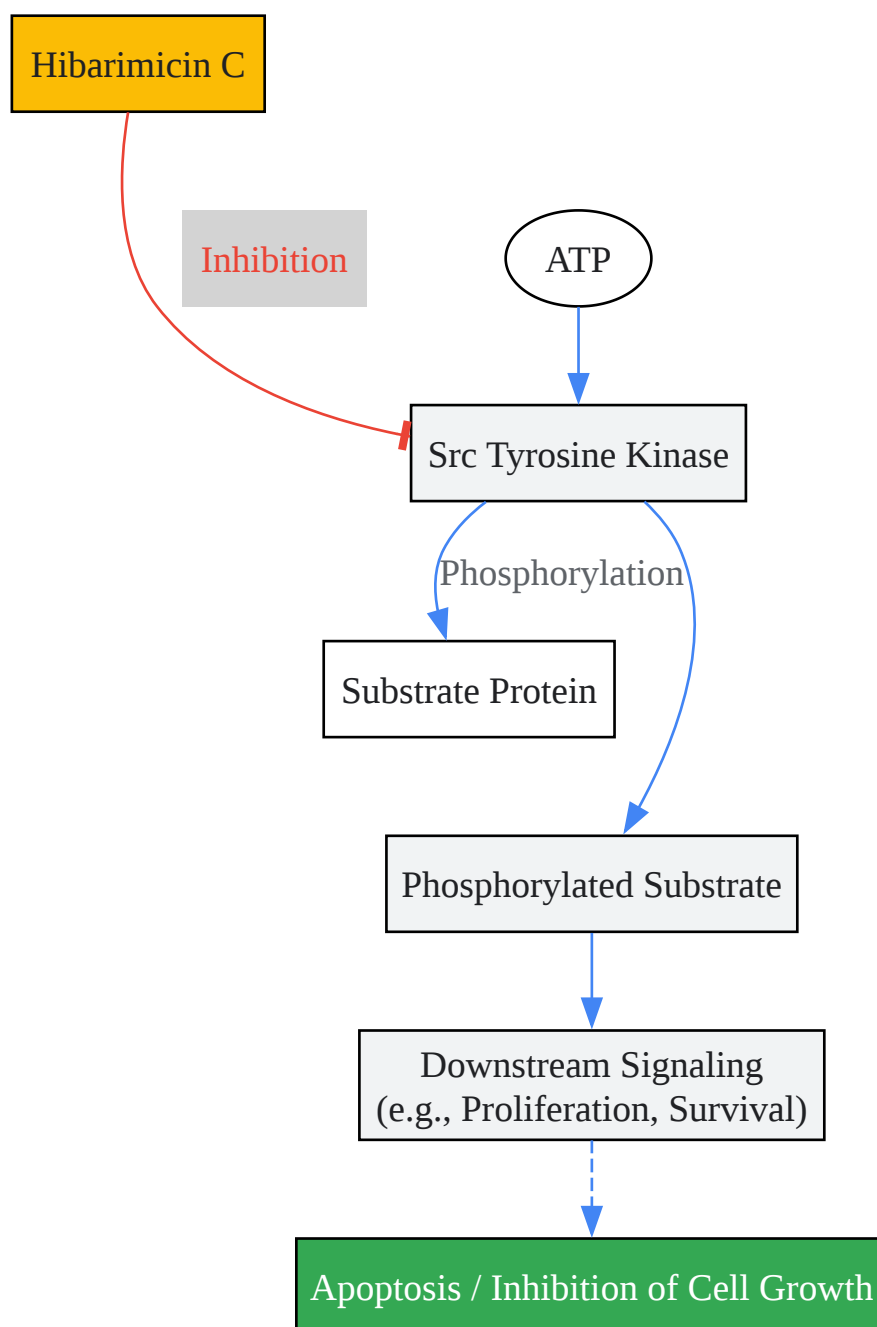 Hibarimicin C
Inhibition
ATP
Src Tyrosine Kinase
Phosphorylation
Substrate Protein
Phosphorylated Substrate
Downstream Signaling
(e.g., Proliferation, Survival)
Apoptosis / Inhibition of Cell Growth